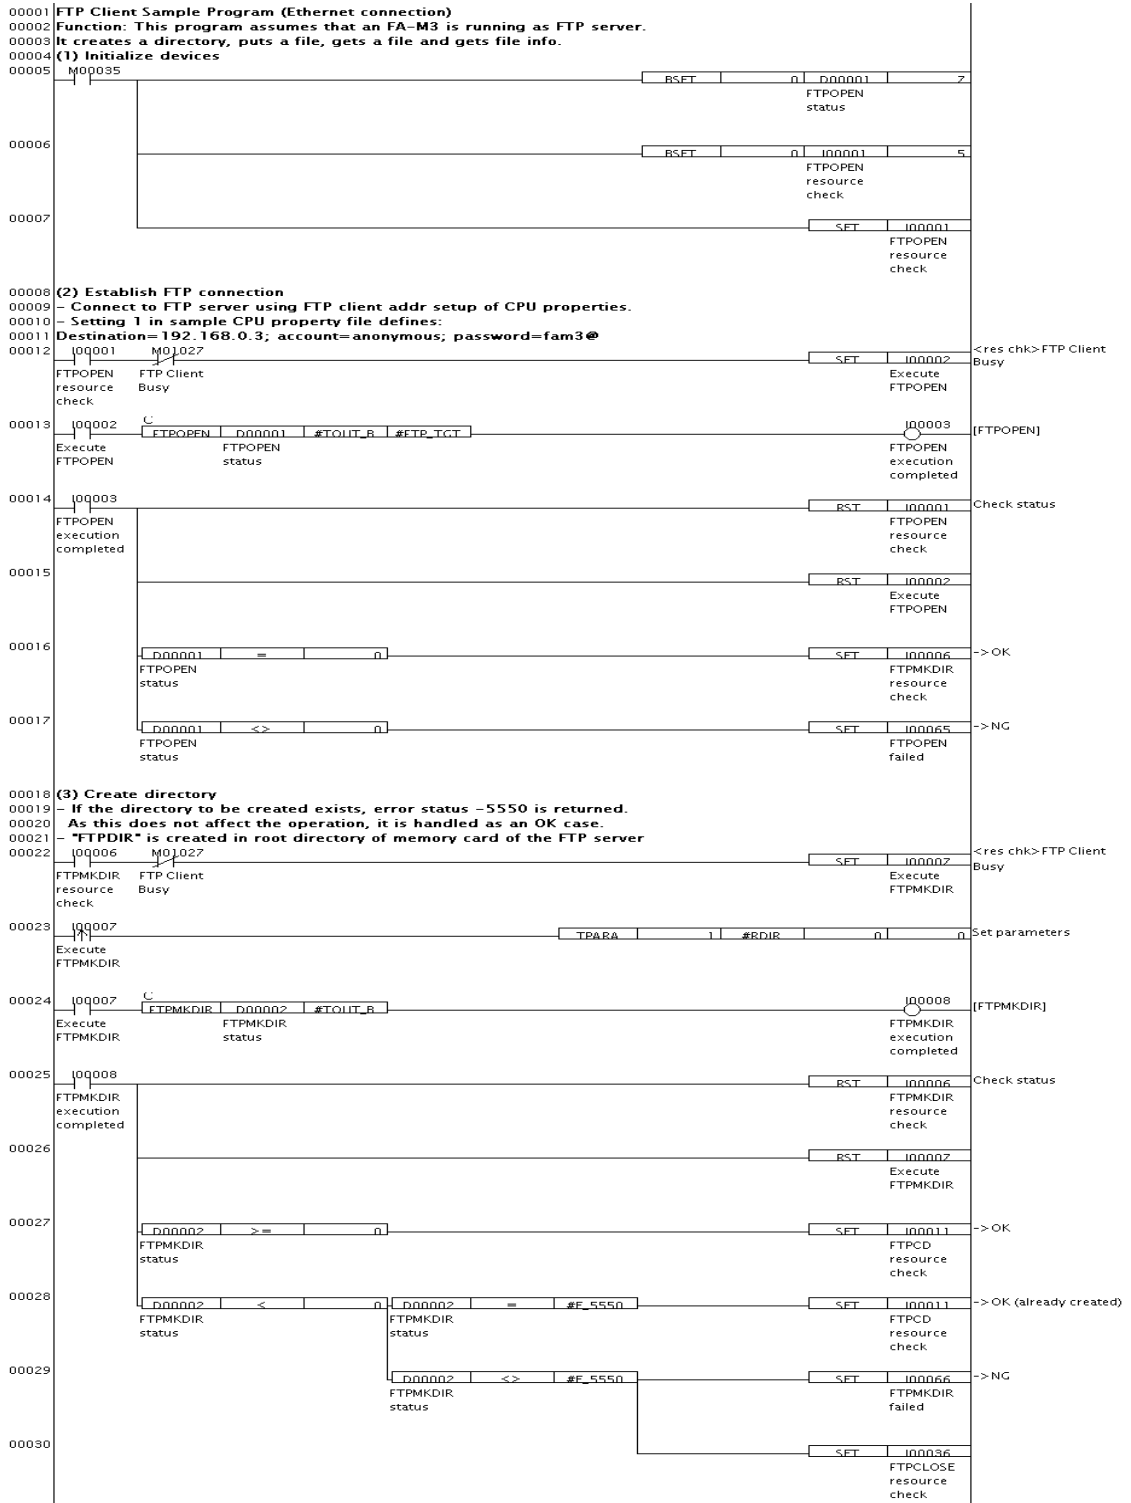 00001 FTP Client Sample Program (Ethernet connection)
00002 Function: This program assumes that an FA-M3 is running as FTP server.
00003 It creates a directory, puts a file, gets a file and gets file info.
00004 (1) Initialize devices
00005 M00035 BSET 0 D00001 7
FTPOPEN
status
00006 BSET 0 I00001 5
FTPOPEN
resource
check
00007 SET I00001
FTPOPEN
resource
check
00008 (2) Establish FTP connection
00009 - Connect to FTP server using FTP client addr setup of CPU properties.
00010 - Setting 1 in sample CPU property file defines:
00011 Destination=192.168.0.3; account=anonymous; password=fam3@
00012 I00001 M01027 SET I00002 <res chk>FTP Client
Busy
FTPOPEN FTP Client Execute
resource Busy FTPOPEN
check
C
00013 I00002 FTPOPEN D00001 #TOUT_B #FTP_TGT I00003 [FTPOPEN]
Execute FTPOPEN FTPOPEN
FTPOPEN status execution
completed
00014 I00003 RST I00001 Check status
FTPOPEN FTPOPEN
execution resource
completed check
00015 RST I00002
Execute
FTPOPEN
00016 D00001 = 0 SET I00006 ->OK
FTPOPEN FTPMKDIR
status resource
check
00017 D00001 <> 0 SET I00065 ->NG
FTPOPEN FTPOPEN
status failed
00018 (3) Create directory
00019 - If the directory to be created exists, error status -5550 is returned.
00020 As this does not affect the operation, it is handled as an OK case.
00021 - "FTPDIR" is created in root directory of memory card of the FTP server
00022 I00006 M01027 SET I00007 <res chk>FTP Client
Busy
FTPMKDIR FTP Client Execute
resource Busy FTPMKDIR
check
00023 I00007 TPARA 1 #RDIR 0 0 Set parameters
Execute
FTPMKDIR
C
00024 I00007 FTPMKDIR D00002 #TOUT_B I00008 [FTPMKDIR]
Execute FTPMKDIR FTPMKDIR
FTPMKDIR status execution
completed
00025 I00008 RST I00006 Check status
FTPMKDIR FTPMKDIR
execution resource
completed check
00026 RST I00007
Execute
FTPMKDIR
00027 D00002 >= 0 SET I00011 ->OK
FTPMKDIR FTPCD
status resource
check
00028 D00002 < 0 D00002 = #E_5550 SET I00011 ->OK (already created)
FTPMKDIR FTPMKDIR FTPCD
status status resource
check
00029 D00002 <> #E_5550 SET I00066 ->NG
FTPMKDIR FTPMKDIR
status failed
00030 SET I00036
FTPCLOSE
resource
check